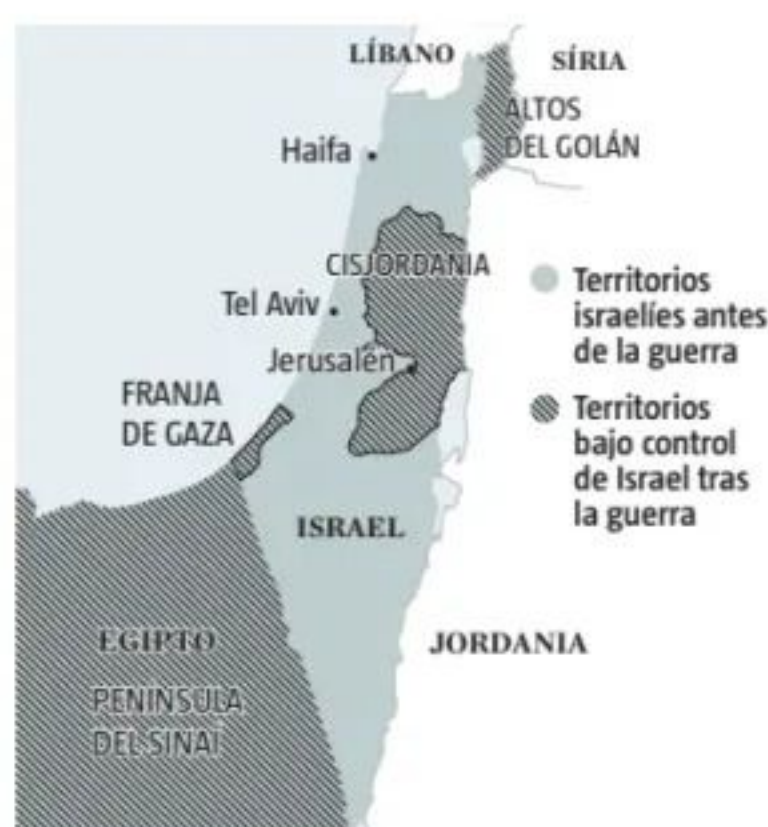 LÍBANO
SÍRIA
ALTOS
DEL GOLÁN
Haifa
CISJORDANIA
Tel Aviv
Jerusalén
FRANJA
DE GAZA
ISRAEL
EGIPTO
PENÍNSULA
DEL SINAÍ
JORDANIA
Territorios
israelíes antes
de la guerra
Territorios
bajo control
de Israel tras
la guerra